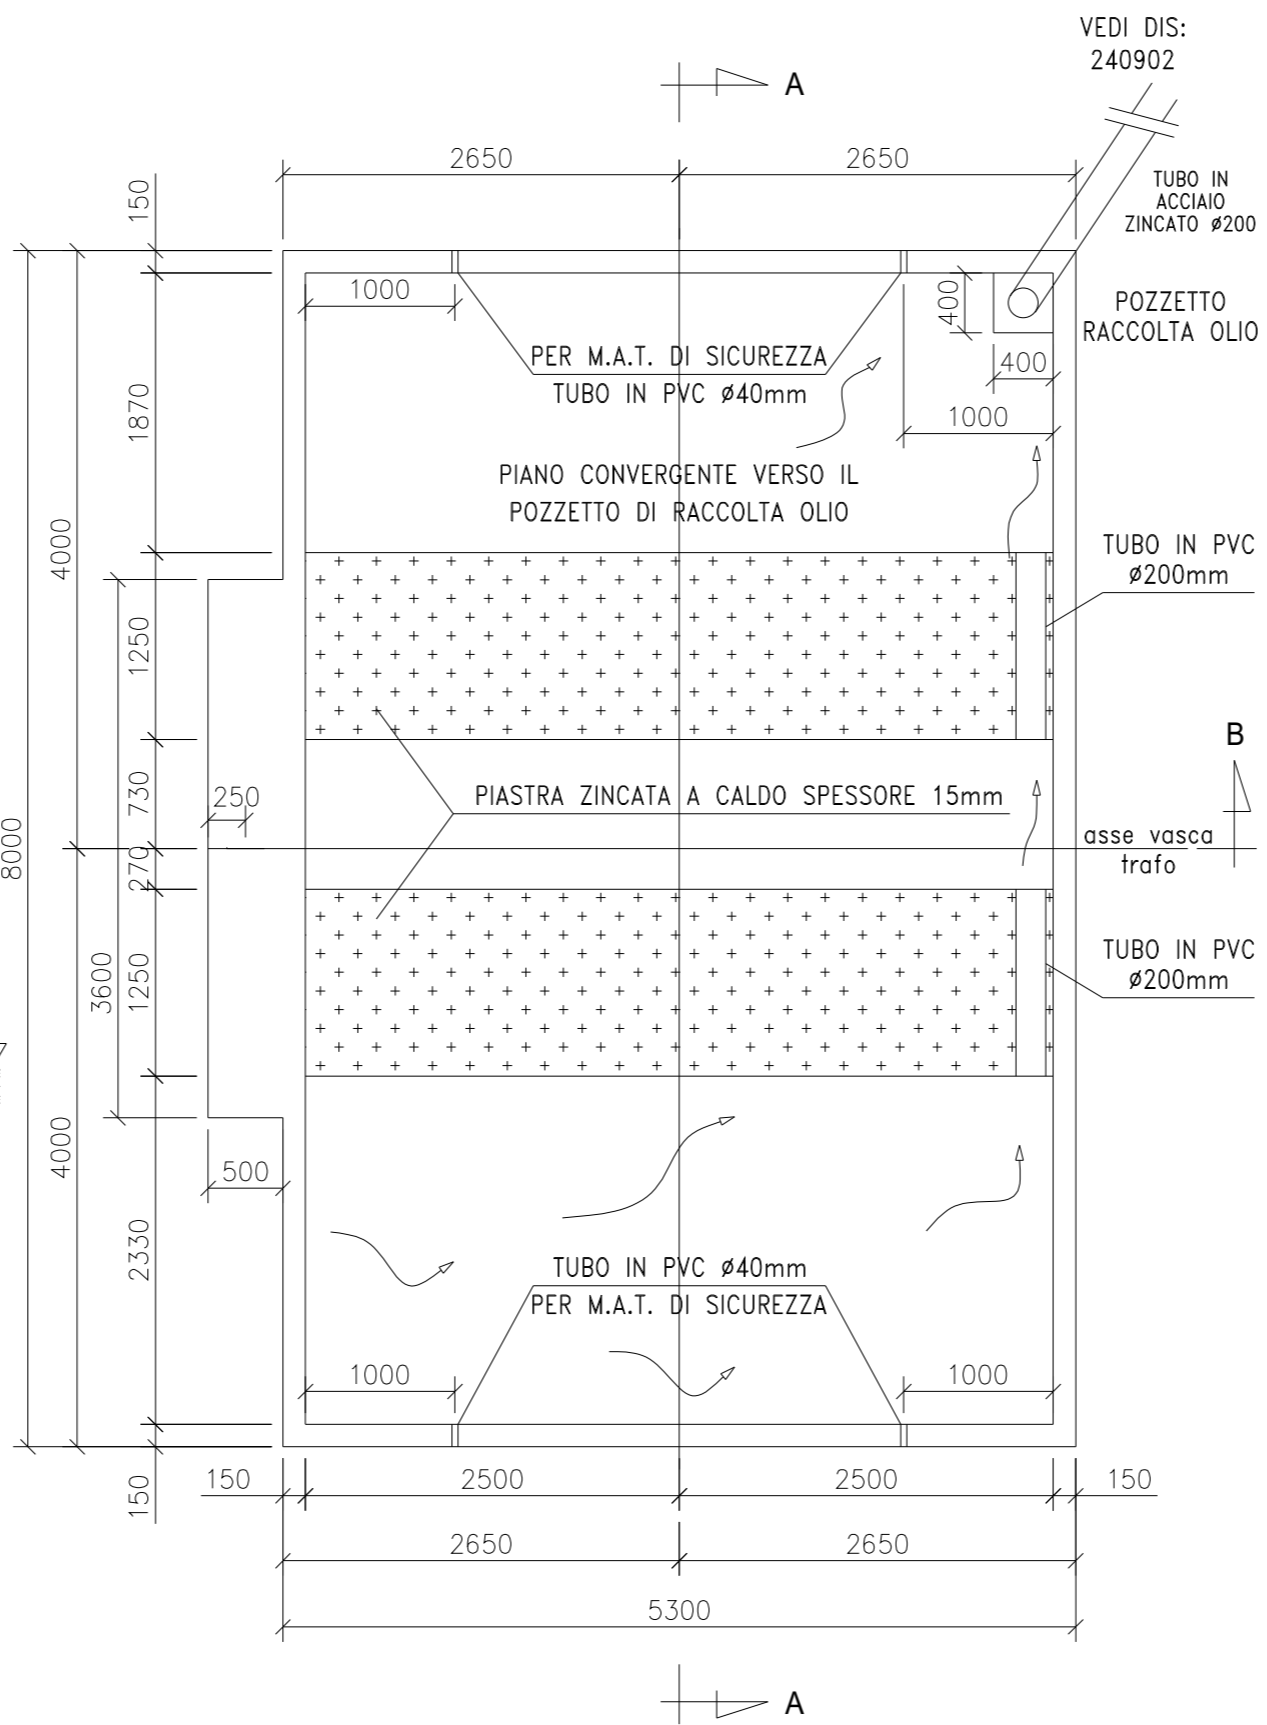 VEDI DIS:
240902
A
2650
2650
150
TUBO IN
ACCIAIO
ZINCATO ø200
1000
400
POZZETTO
RACCOLTA OLIO
PER M.A.T. DI SICUREZZA
TUBO IN PVC ø40mm
400
1000
1870
PIANO CONVERGENTE VERSO IL
POZZETTO DI RACCOLTA OLIO
4000
TUBO IN PVC
ø200mm
1250
B
730
250
PIASTRA ZINCATA A CALDO SPESSORE 15mm
8000
asse vasca
trafo
270
TUBO IN PVC
ø200mm
3600
1250
4000
500
2330
TUBO IN PVC ø40mm
PER M.A.T. DI SICUREZZA
1000
1000
150
150
2500
2500
150
2650
2650
5300
A